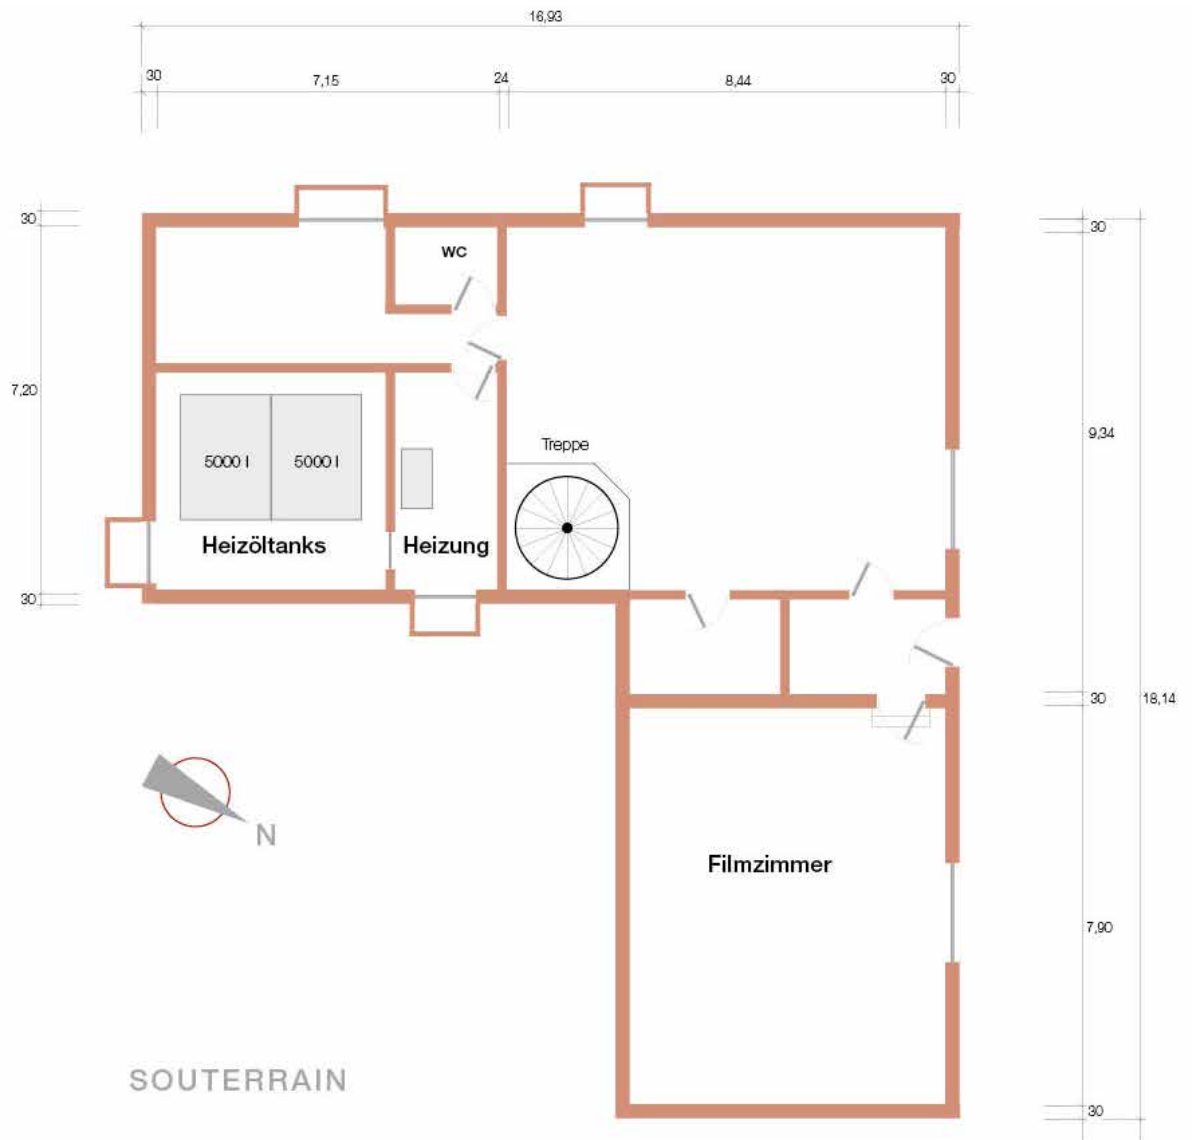 16,93
30
7,15
24
8,44
30
30
30
WC
7,20
9,34
Treppe
5000 l
5000 l
Heizöltanks
Heizung
30
30
18,14
N
Filmzimmer
7,90
SOUTERRAIN
30